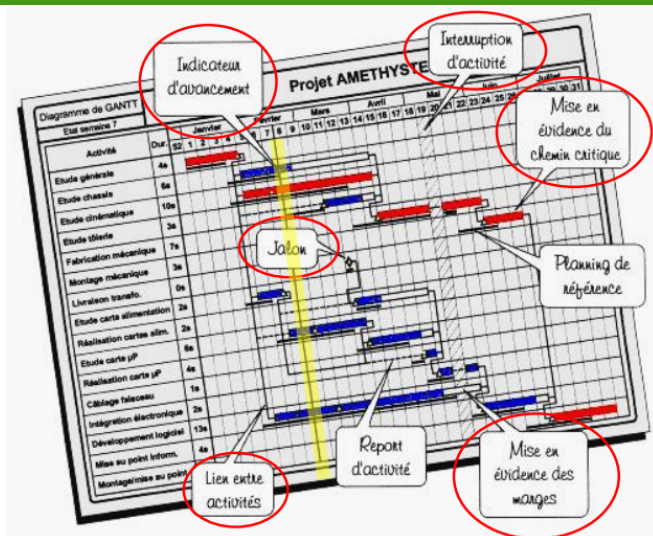 Indicateur
d'avancement
Interruption
d'activité
Diagramme de GANTT
Projet AMETHYSTE
Etat semaine 7
Janvier
Février
Mars
Avril
Mai
Juin
Juillet
Activité
Dur.
52 1 2 3 4 5 6 7 8 9 10 11 12 13 14 15 16 17 18 19 20 21 22 23 24 25 26
29 30 31
Mise en
évidence du
chemin critique
Etude générale 4s
Etude chassis 6s
Etude cinématique 10s
Etude tôlerie 3s
Fabrication mécanique 7s
Montage mécanique 3s
Livraison transfo. 0s
Etude carte alimentation 2s
Réalisation cartes alim. 2s
Etude carte µP 6s
Réalisation carte µP 4s
Câblage faisceau 1s
Intégration électronique 2s
Développement logiciel 13s
Mise au point inform. 4s
Montage/mise au point
Jalon
Planning de
référence
Lien entre
activités
Report
d'activité
Mise en
évidence des
marges